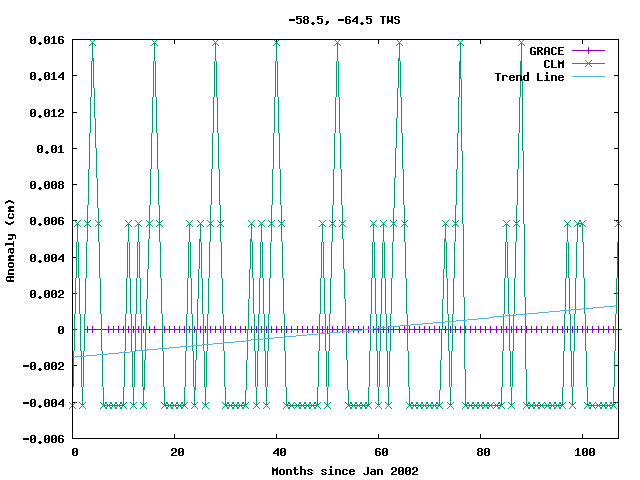 -58.5, -64.5 TWS
0.016
0.014
0.012
0.01
0.008
0.006
0.004
0.002
0
-0.002
-0.004
-0.006
Anomaly (cm)
GRACE
CLM
Trend Line
0 20 40 60 80 100
Months since Jan 2002